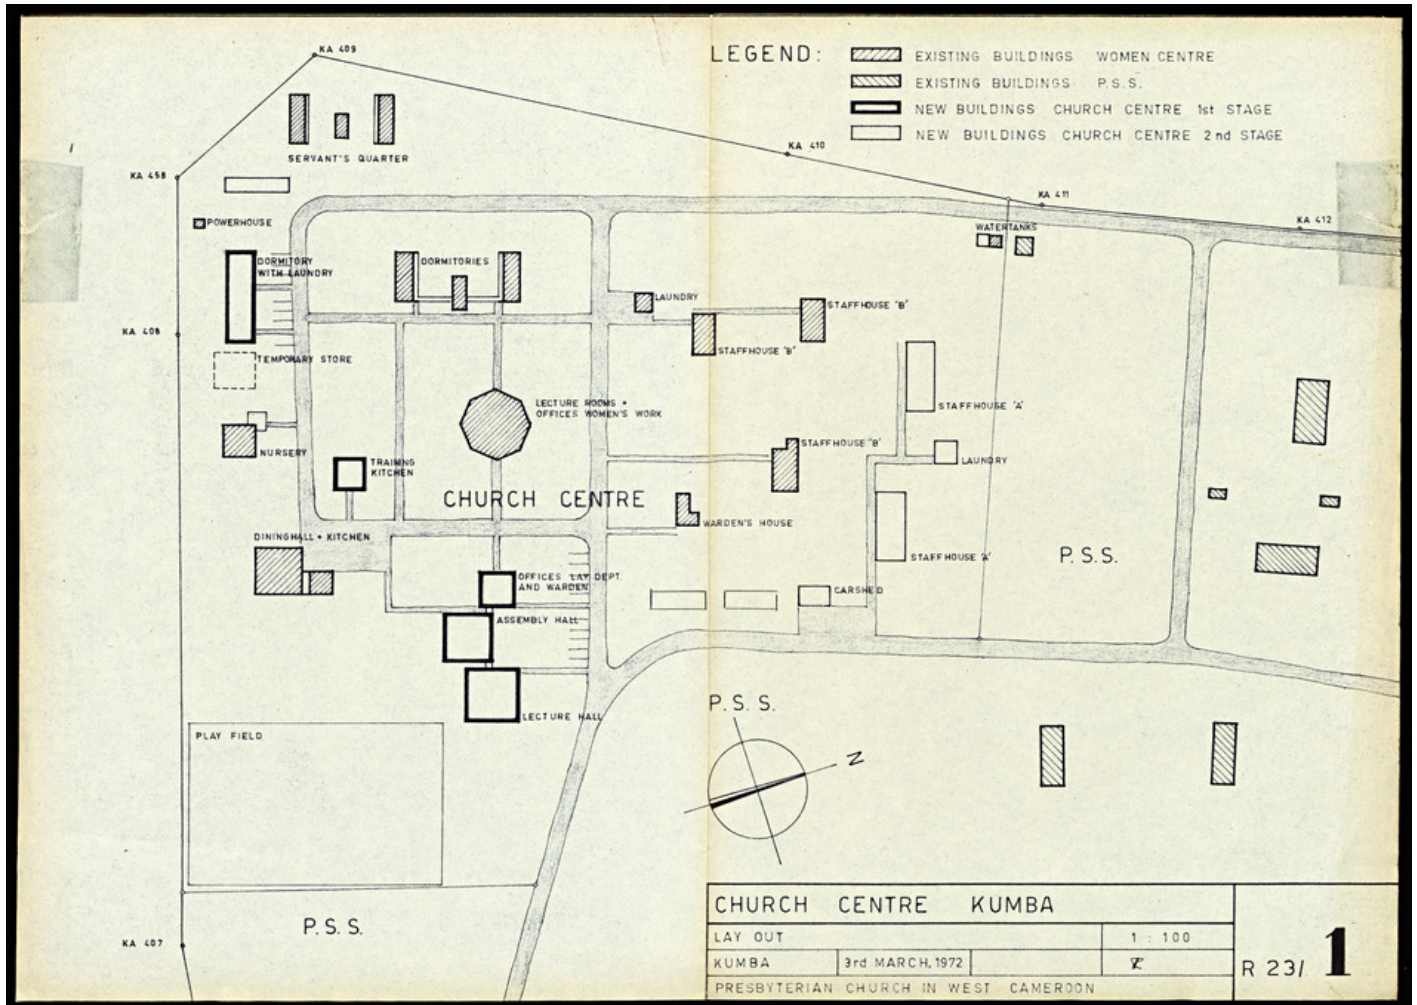 KA 409
LEGEND:
EXISTING BUILDINGS WOMEN CENTRE
EXISTING BUILDINGS P.S.S.
NEW BUILDINGS CHURCH CENTRE 1st STAGE
NEW BUILDINGS CHURCH CENTRE 2nd STAGE
KA 410
SERVANT'S QUARTER
KA 458
KA 411
KA 412
POWERHOUSE
WATERTANKS
DORMITORY
WITH LAUNDRY
DORMITORIES
LAUNDRY
STAFFHOUSE 'B'
KA 408
STAFFHOUSE 'B'
TEMPORARY STORE
LECTURE ROOMS +
OFFICES WOMEN'S WORK
STAFFHOUSE 'A'
STAFFHOUSE 'B'
NURSERY
TRAINING
KITCHEN
LAUNDRY
CHURCH CENTRE
WARDEN'S HOUSE
DININGHALL + KITCHEN
STAFFHOUSE 'A'
P.S.S.
OFFICES LAY DEPT.
AND WARDEN
CARSHED
ASSEMBLY HALL
LECTURE HALL
P.S.S.
PLAY FIELD
N
P.S.S.
KA 407
CHURCH CENTRE KUMBA
LAY OUT 1 : 100
KUMBA 3rd MARCH, 1972
PRESBYTERIAN CHURCH IN WEST CAMEROON
R 23/ 1